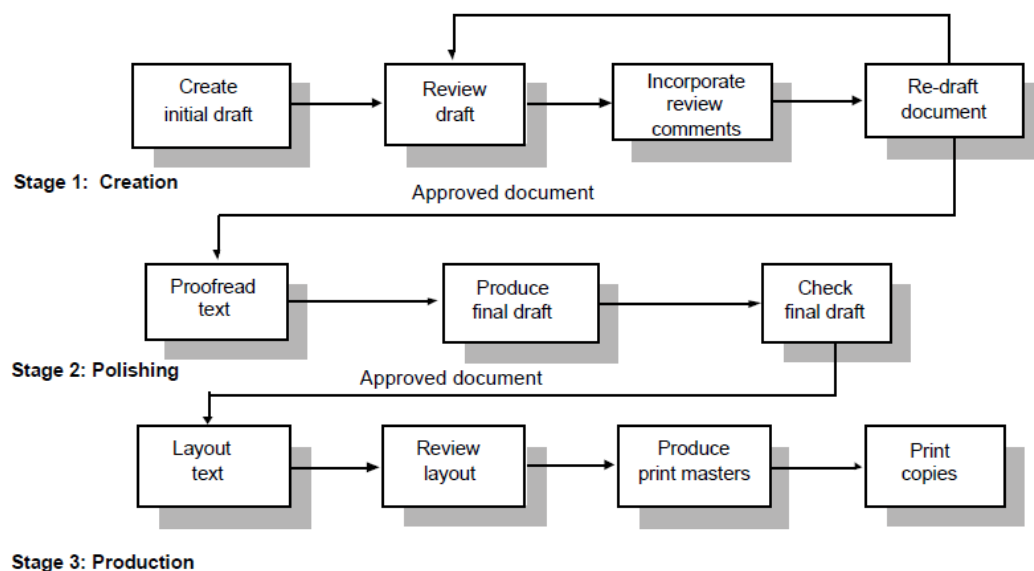 Create
initial draft
Review
draft
Incorporate
review
comments
Re-draft
document
Stage 1: Creation
Approved document
Proofread
text
Produce
final draft
Check
final draft
Stage 2: Polishing
Approved document
Layout
text
Review
layout
Produce
print masters
Print
copies
Stage 3: Production